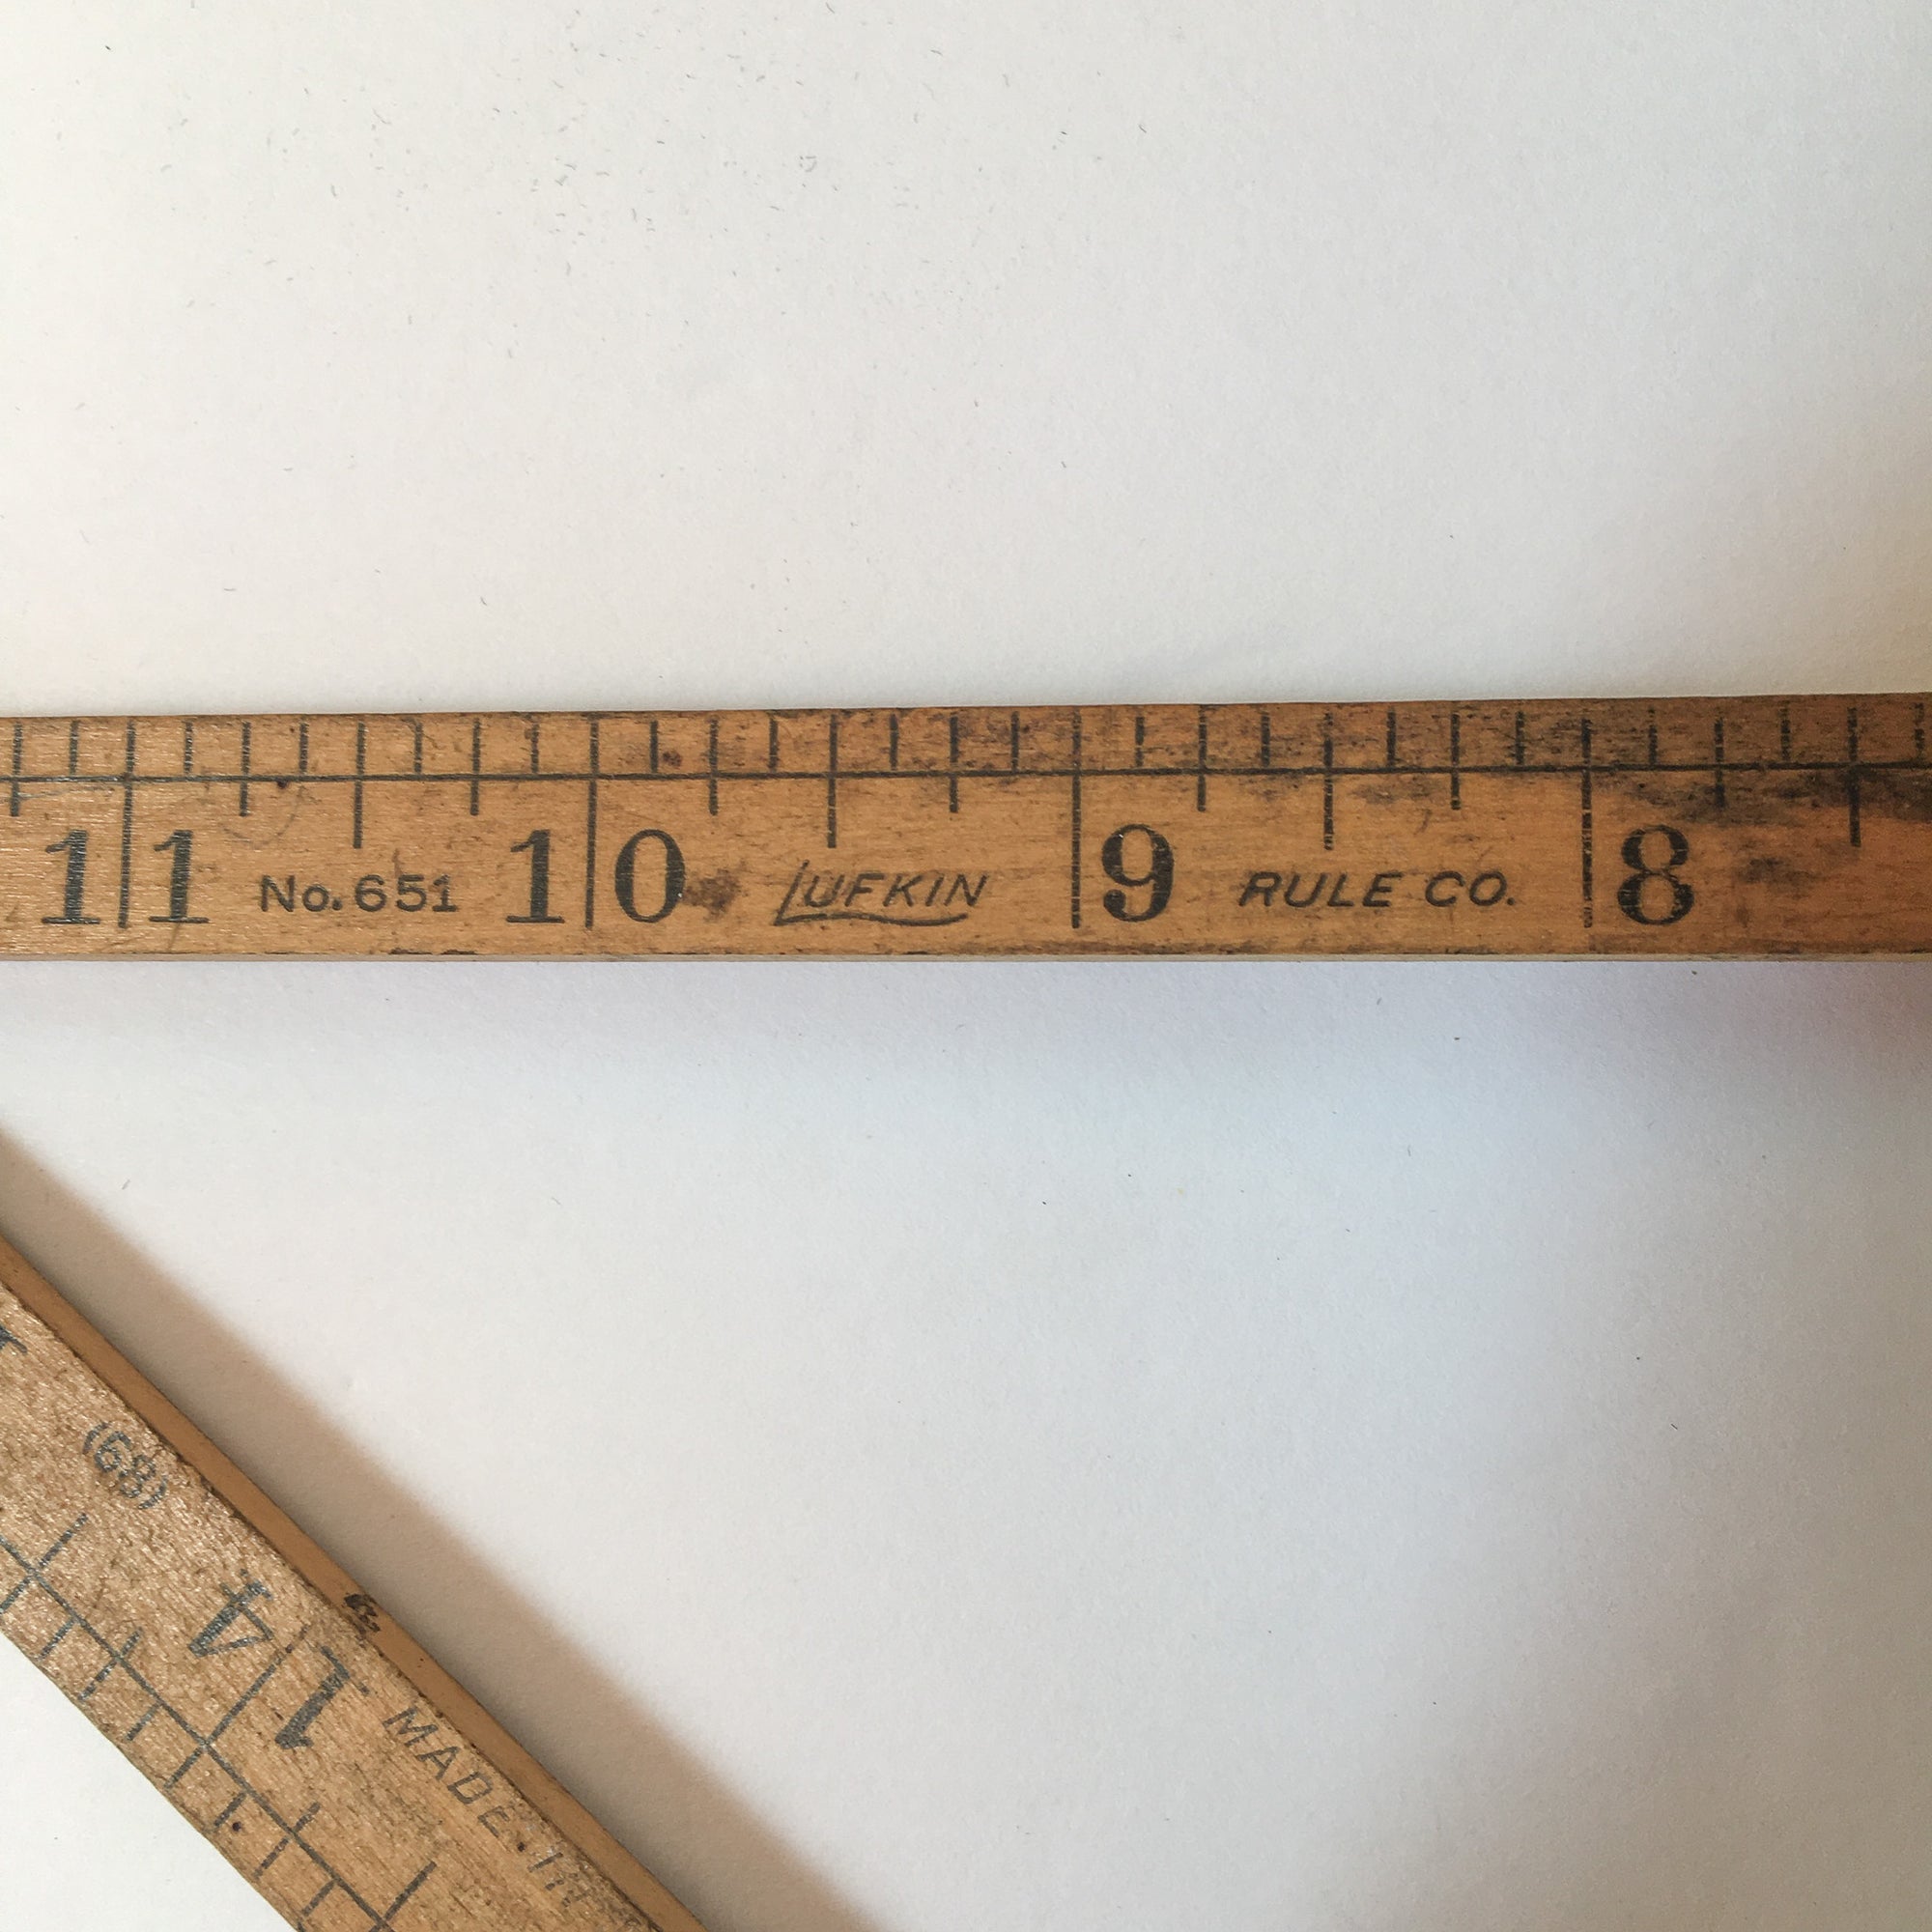 11 No. 651 10 LUFKIN 9 RULE CO. 8
(68)
14 MADE IN